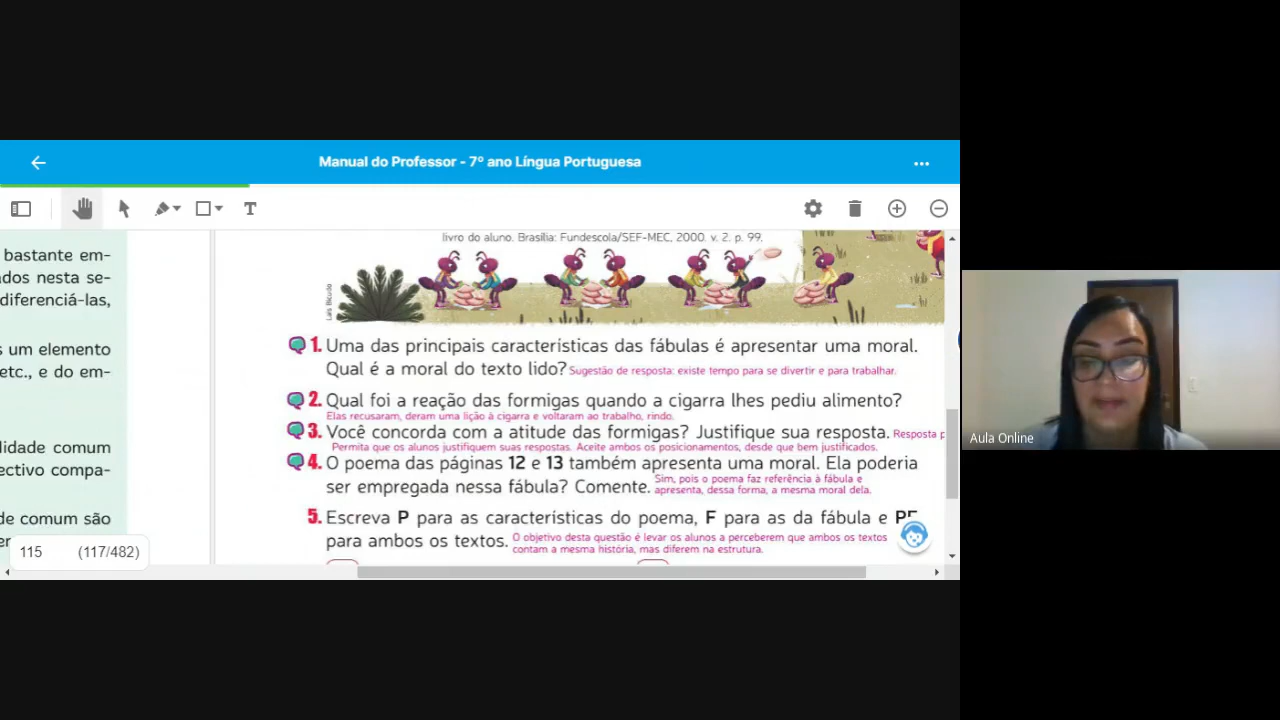 Manual do Professor - 7º ano Língua Portuguesa
T
bastante em-
ados nesta se-
diferenciá-las,
s um elemento
etc., e do em-
lidade comum
ectivo compa-
de comum são
115 (117/482)
livro do aluno. Brasília: Fundescola/SEF-MEC, 2000. v. 2. p. 99.
Laís Bicudo
1. Uma das principais características das fábulas é apresentar uma moral.
Qual é a moral do texto lido? Sugestão de resposta: existe tempo para se divertir e para trabalhar.
2. Qual foi a reação das formigas quando a cigarra lhes pediu alimento?
Elas recusaram, deram uma lição à cigarra e voltaram ao trabalho, rindo.
3. Você concorda com a atitude das formigas? Justifique sua resposta. Resposta p
Permita que os alunos justifiquem suas respostas. Aceite ambos os posicionamentos, desde que bem justificados.
4. O poema das páginas 12 e 13 também apresenta uma moral. Ela poderia
ser empregada nessa fábula? Comente. Sim, pois o poema faz referência à fábula e
apresenta, dessa forma, a mesma moral dela.
5. Escreva P para as características do poema, F para as da fábula e PF
para ambos os textos. O objetivo desta questão é levar os alunos a perceberem que ambos os textos
contam a mesma história, mas diferem na estrutura.
Aula Online